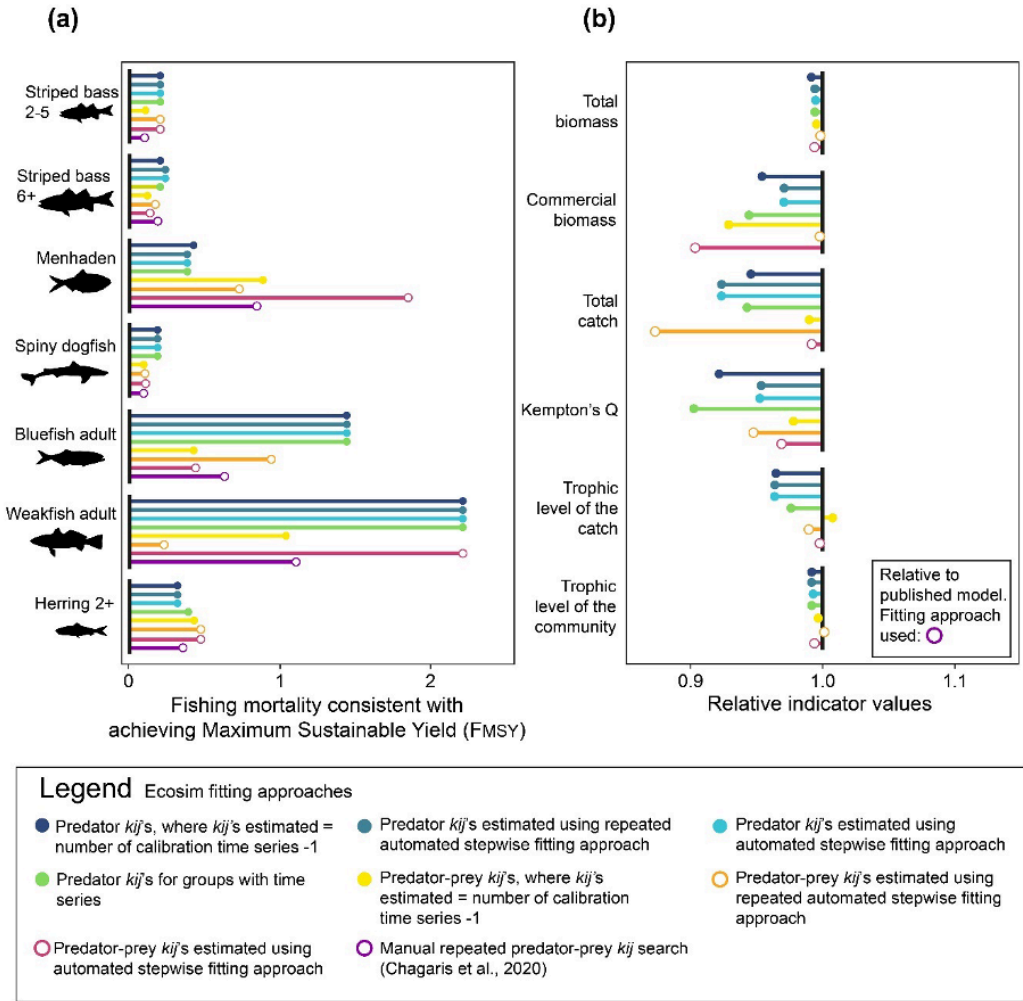 (a)
Striped bass
2-5
Striped bass
6+
Menhaden
Spiny dogfish
Bluefish adult
Weakfish adult
Herring 2+
0
1
2
Fishing mortality consistent with
achieving Maximum Sustainable Yield (FMSY)
(b)
Total
biomass
Commercial
biomass
Total
catch
Kempton's Q
Trophic
level of the
catch
Trophic
level of the
community
Relative to
published model.
Fitting approach
used:
0.9
1.0
1.1
Relative indicator values
Legend Ecosim fitting approaches
Predator kij's, where kij's estimated =
number of calibration time series -1
Predator kij's estimated using repeated
automated stepwise fitting approach
Predator kij's estimated using
automated stepwise fitting approach
Predator kij's for groups with time
series
Predator-prey kij's, where kij's
estimated = number of calibration
time series -1
Predator-prey kij's estimated using
repeated automated stepwise fitting
approach
Predator-prey kij's estimated using
automated stepwise fitting approach
Manual repeated predator-prey kij search
(Chagaris et al., 2020)